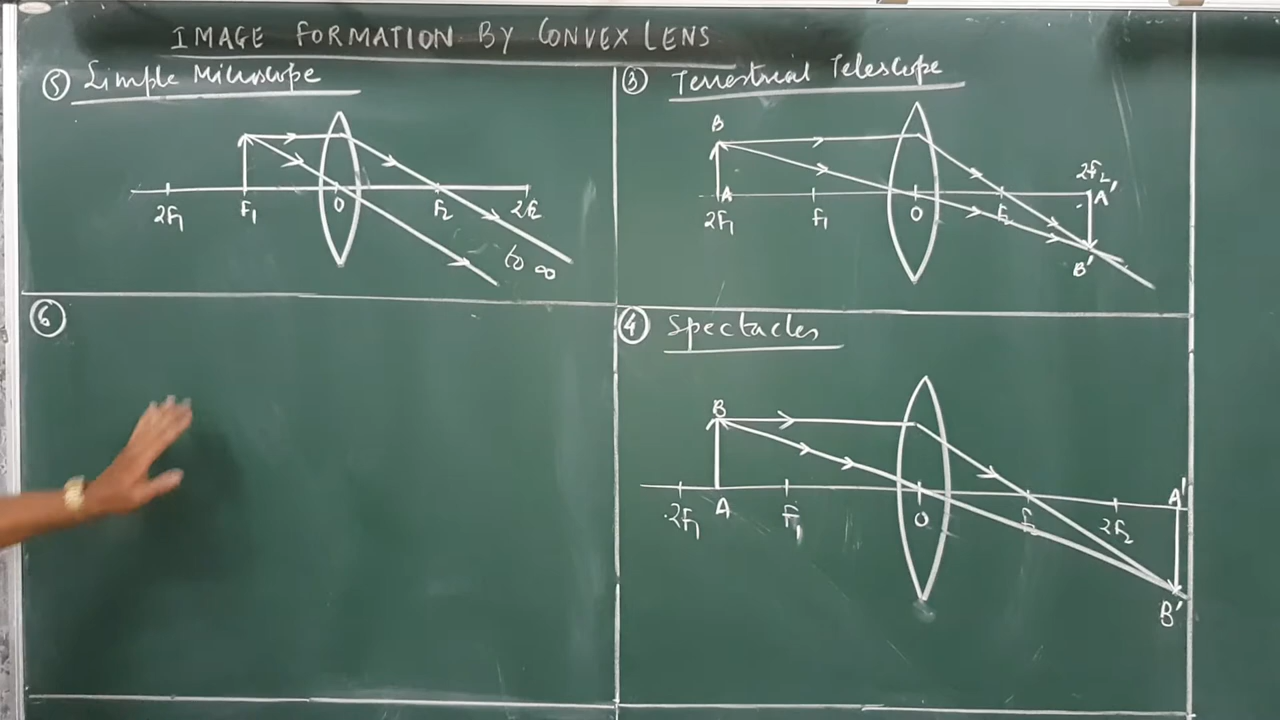 IMAGE FORMATION BY CONVEX LENS
⑤ Simple Microscope
2F₁ F₁ O F₂ 2F₂
to ∞
③ Terrestrial Telescope
B
2F₂
A A'
2F₁ F₁ O F₂
B'
⑥
④ Spectacles
B
A'
2F₁ A F₁ O F₂ 2F₂
B'